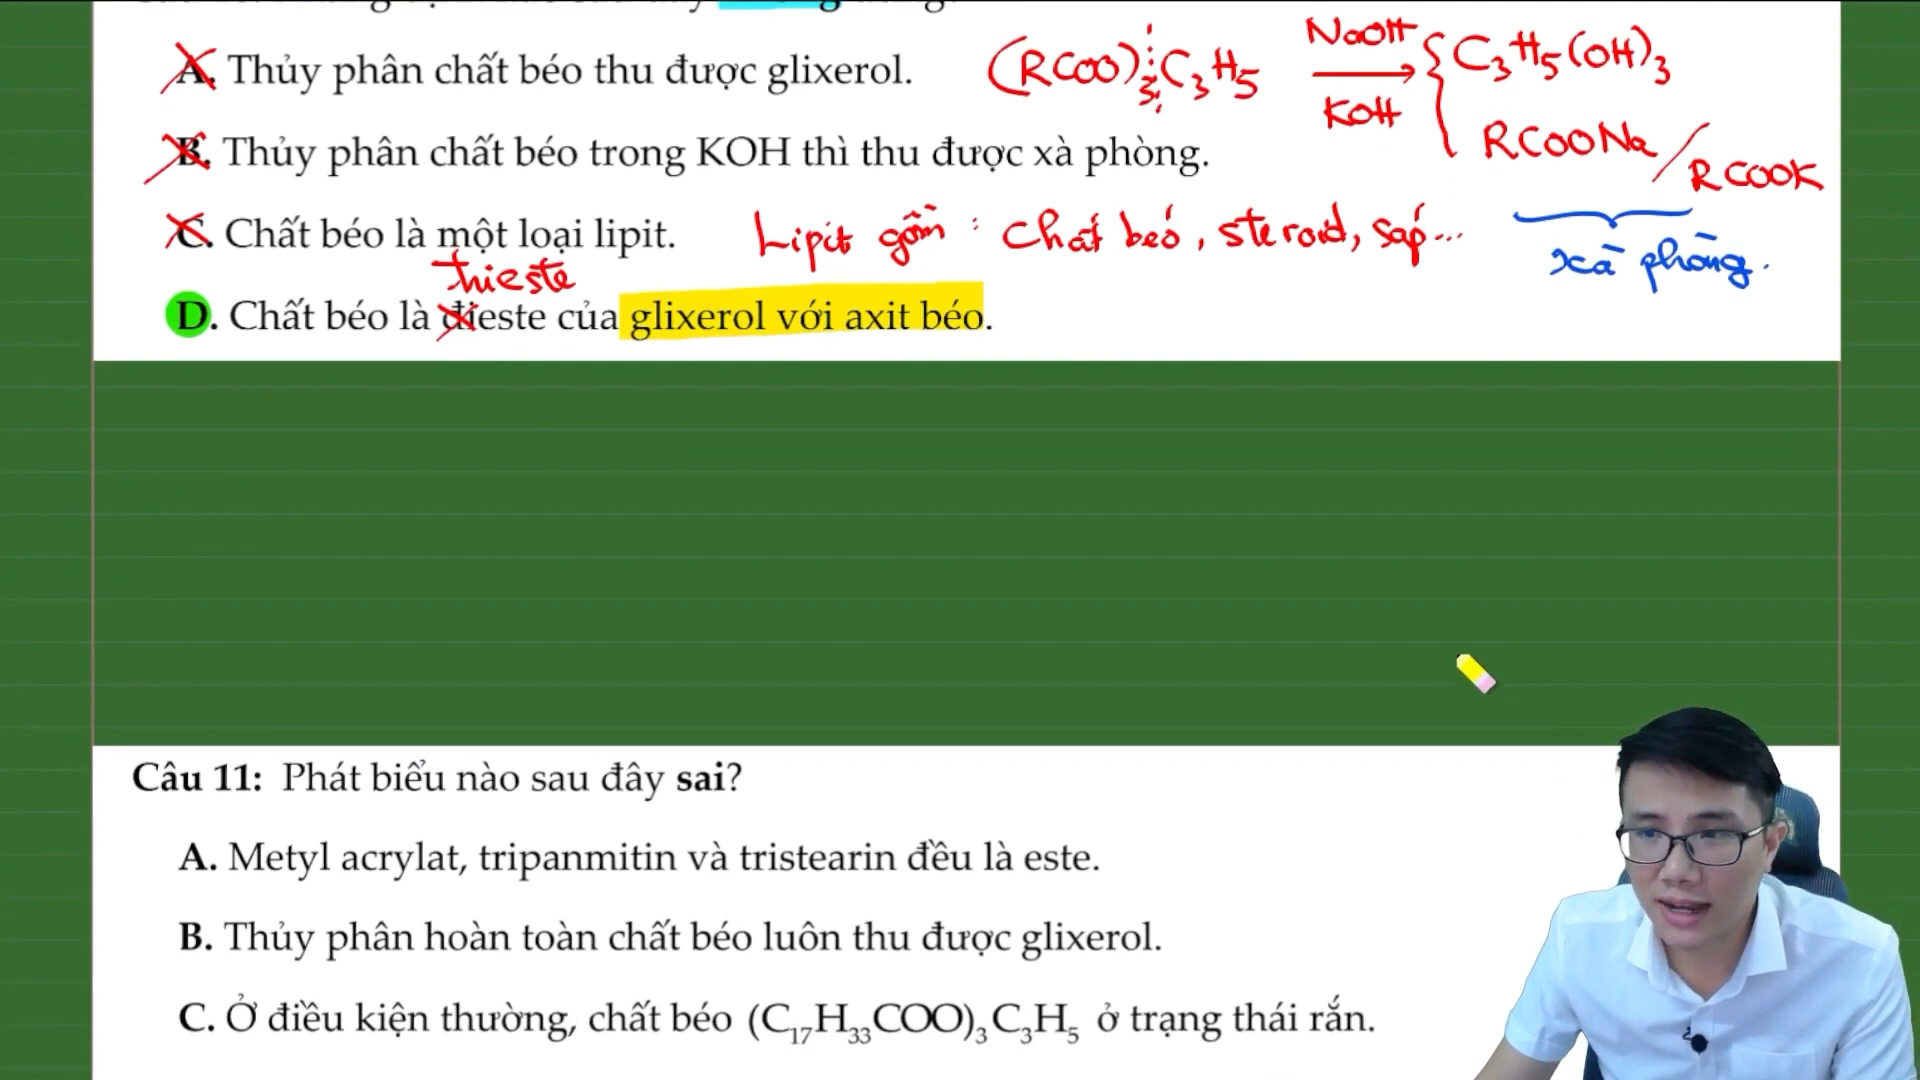 A. Thủy phân chất béo thu được glixerol.
(RCOO)3C3H5 NaOH KOH C3H5(OH)3
RCOONa / RCOOK
B. Thủy phân chất béo trong KOH thì thu được xà phòng.
C. Chất béo là một loại lipit. Lipit gồm: Chất béo, steroid, sáp...
xà phòng.
trieste
D. Chất béo là đieste của glixerol với axit béo.
Câu 11: Phát biểu nào sau đây sai?
A. Metyl acrylat, tripanmitin và tristearin đều là este.
B. Thủy phân hoàn toàn chất béo luôn thu được glixerol.
C. Ở điều kiện thường, chất béo (C17H33COO)3C3H5 ở trạng thái rắn.